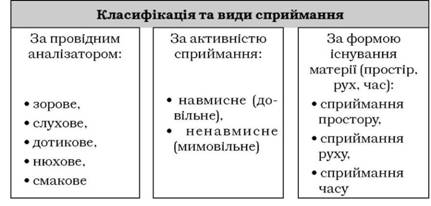 Класифікація та види сприймання
За провідним
аналізатором:
• зорове,
• слухове,
• дотикове,
• нюхове,
• смакове
За активністю
сприймання:
• навмисне (до-
вільне),
• ненавмисне
(мимовільне)
За формою
існування
матерії (простір,
рух, час):
• сприймання
простору,
• сприймання
руху,
• сприймання
часу